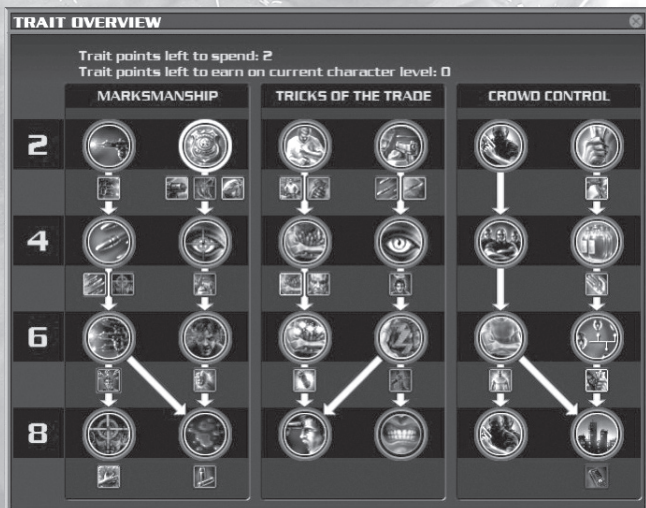 TRAIT OVERVIEW
Trait points left to spend: 2
Trait points left to earn on current character level: 0
MARKSMANSHIP
TRICKS OF THE TRADE
CROWD CONTROL
2
4
6
8